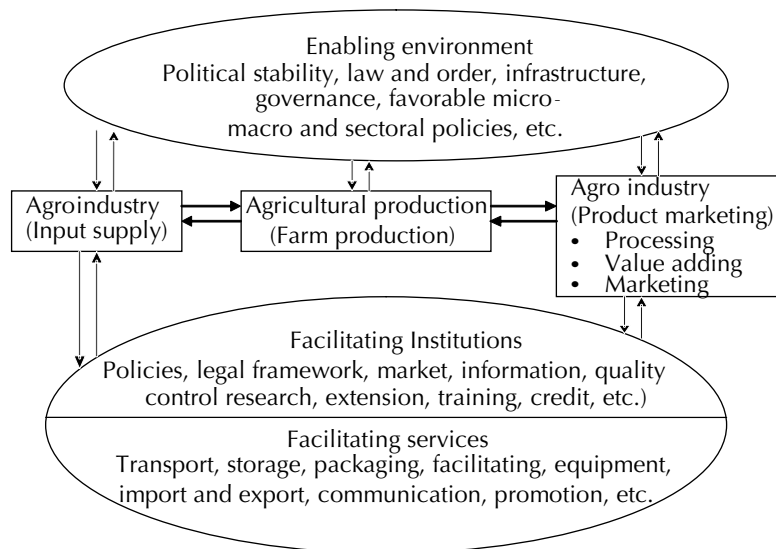 Enabling environment
Political stability, law and order, infrastructure,
governance, favorable micro-
macro and sectoral policies, etc.
Agroindustry
(Input supply)
Agricultural production
(Farm production)
Agro industry
(Product marketing)
• Processing
• Value adding
• Marketing
Facilitating Institutions
Policies, legal framework, market, information, quality
control research, extension, training, credit, etc.)
Facilitating services
Transport, storage, packaging, facilitating, equipment,
import and export, communication, promotion, etc.